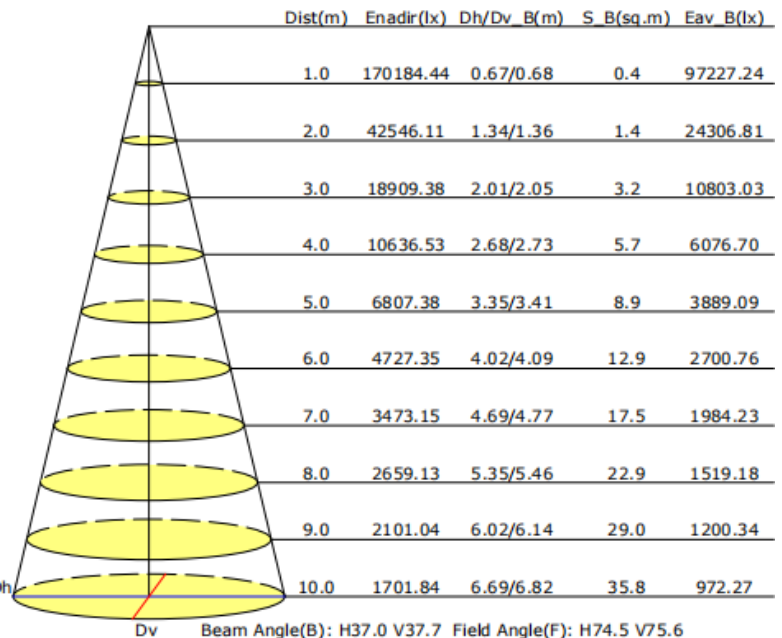 Dist(m) Enadir(lx) Dh/Dv_B(m) S_B(sq.m) Eav_B(lx)
1.0 170184.44 0.67/0.68 0.4 97227.24
2.0 42546.11 1.34/1.36 1.4 24306.81
3.0 18909.38 2.01/2.05 3.2 10803.03
4.0 10636.53 2.68/2.73 5.7 6076.70
5.0 6807.38 3.35/3.41 8.9 3889.09
6.0 4727.35 4.02/4.09 12.9 2700.76
7.0 3473.15 4.69/4.77 17.5 1984.23
8.0 2659.13 5.35/5.46 22.9 1519.18
9.0 2101.04 6.02/6.14 29.0 1200.34
Dh 10.0 1701.84 6.69/6.82 35.8 972.27
Dv Beam Angle(B): H37.0 V37.7 Field Angle(F): H74.5 V75.6